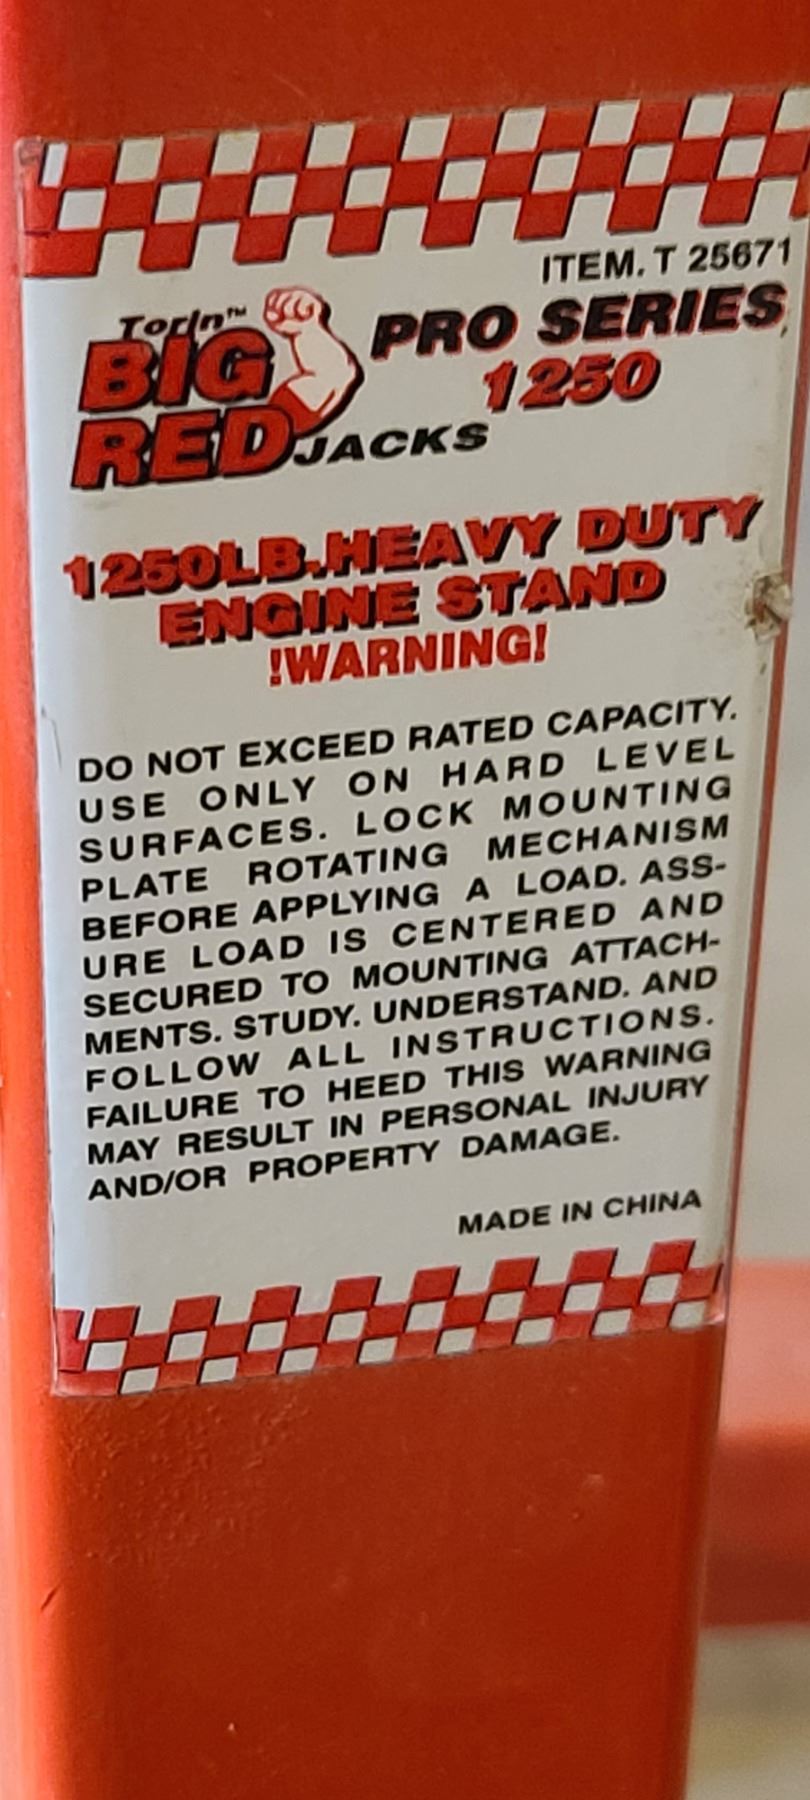 ITEM. T 25671
Torin™
BIG
RED JACKS
PRO SERIES
1250
1250LB.HEAVY DUTY
ENGINE STAND
!WARNING!
DO NOT EXCEED RATED CAPACITY.
USE ONLY ON HARD LEVEL
SURFACES. LOCK MOUNTING
PLATE ROTATING MECHANISM
BEFORE APPLYING A LOAD. ASS-
URE LOAD IS CENTERED AND
SECURED TO MOUNTING ATTACH-
MENTS. STUDY. UNDERSTAND. AND
FOLLOW ALL INSTRUCTIONS.
FAILURE TO HEED THIS WARNING
MAY RESULT IN PERSONAL INJURY
AND/OR PROPERTY DAMAGE.
MADE IN CHINA